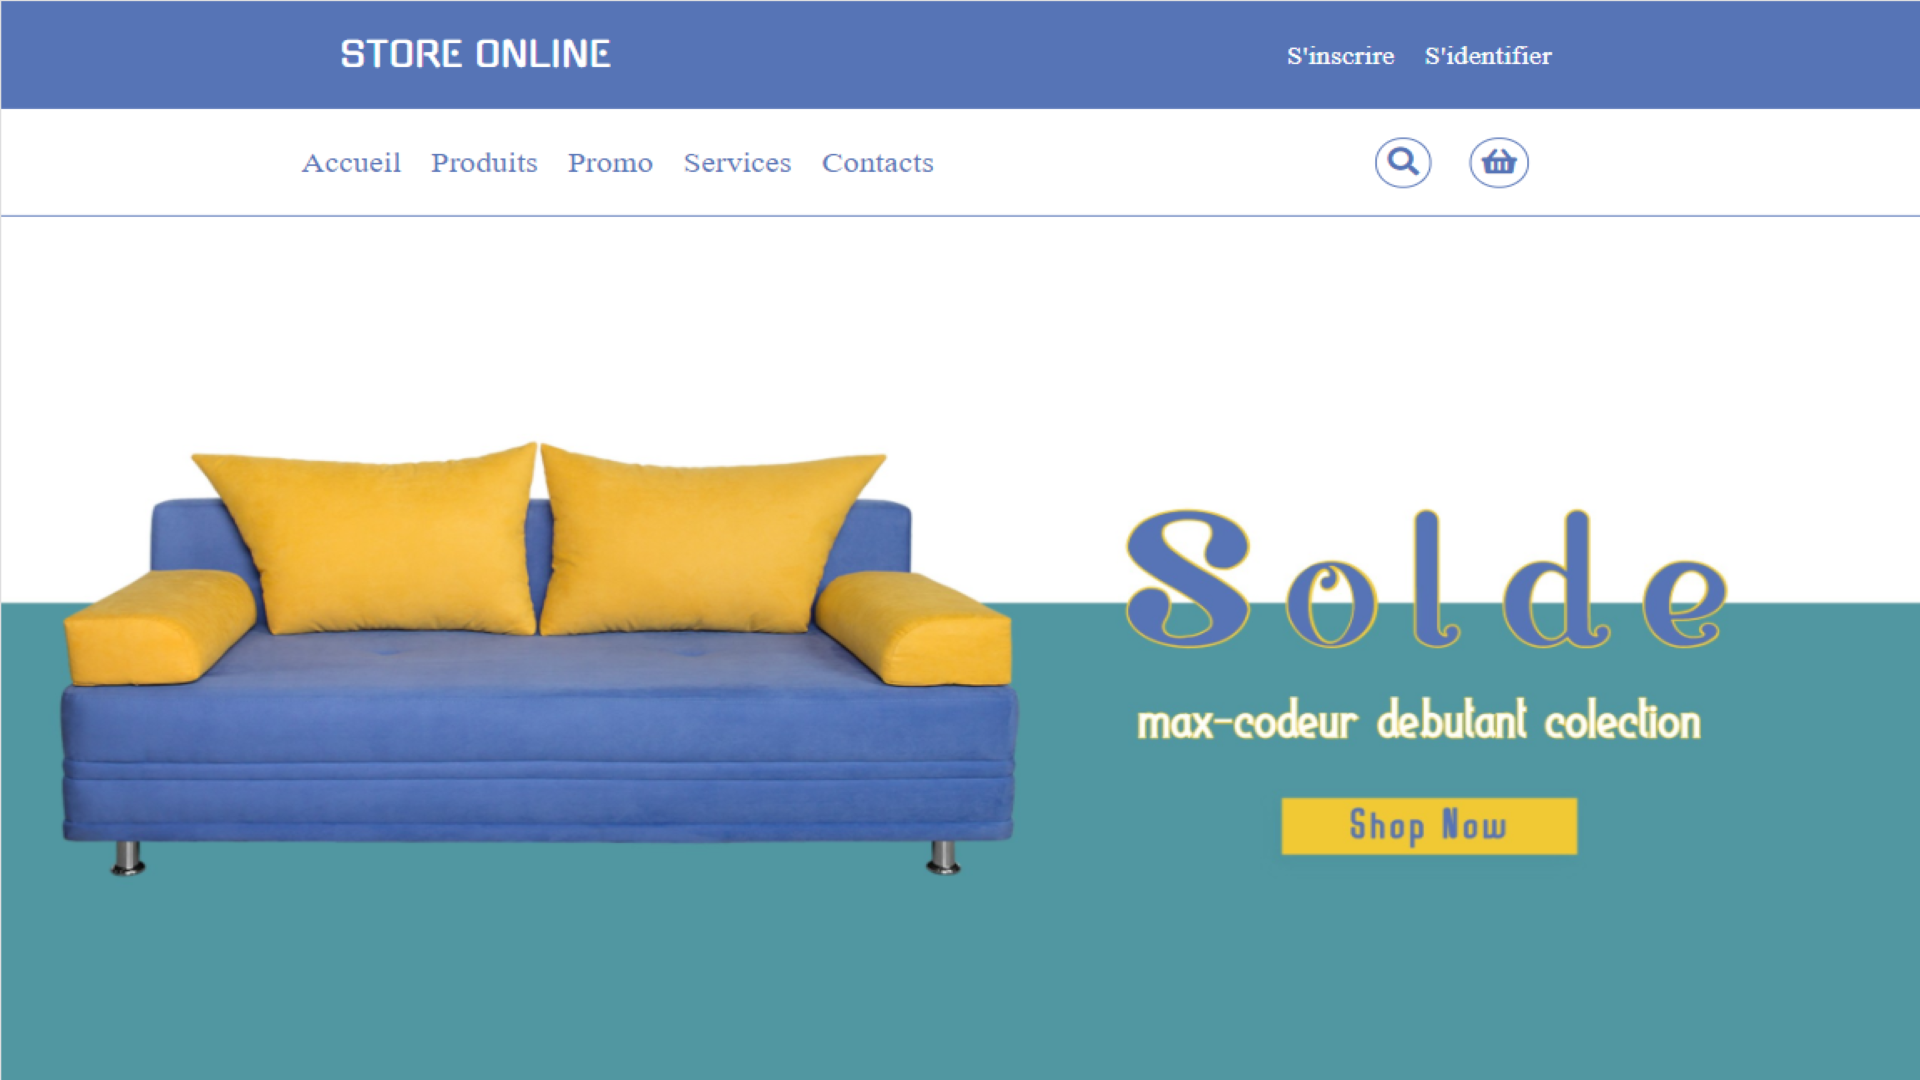 STORE ONLINE
S'inscrire S'identifier
Accueil Produits Promo Services Contacts
Solde
max-codeur debutant colection
Shop Now